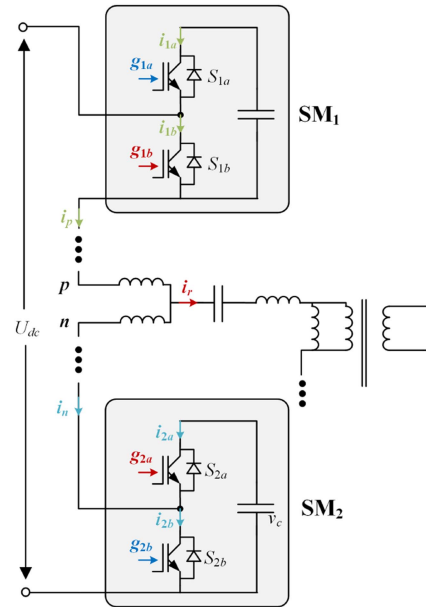 i1a
g1a
S1a
i1b
SM1
g1b
S1b
ip
p
ir
n
Udc
in
i2a
g2a
S2a
SM2
i2b
vc
g2b
S2b